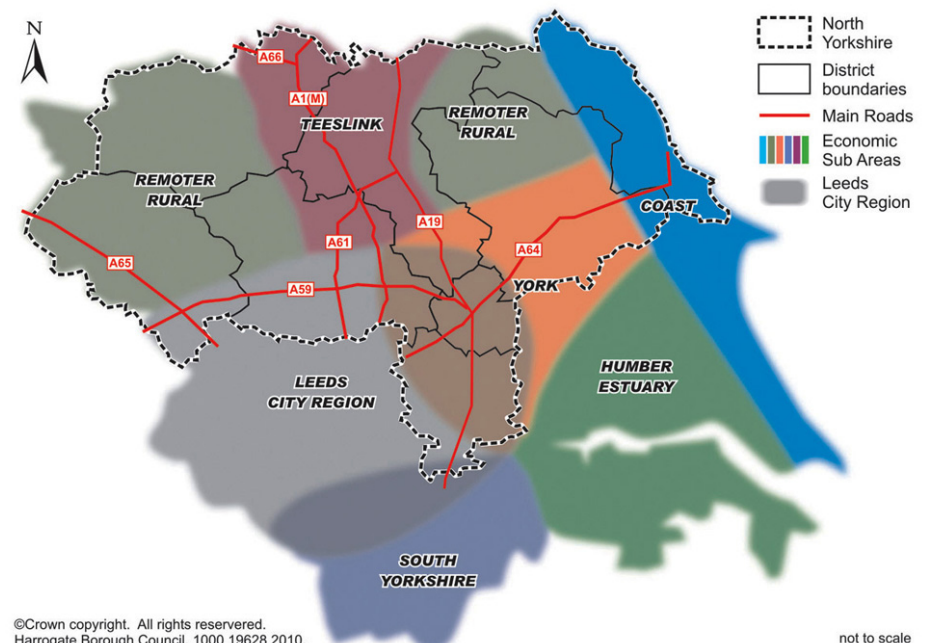 N
North
Yorkshire
District
boundaries
Main Roads
Economic
Sub Areas
Leeds
City Region
A66
A1(M)
TEESLINK
REMOTER
RURAL
REMOTER
RURAL
COAST
A19
A61
A64
A65
A59
YORK
LEEDS
CITY REGION
HUMBER
ESTUARY
SOUTH
YORKSHIRE
©Crown copyright. All rights reserved.
Harrogate Borough Council 1000 19628 2010
not to scale